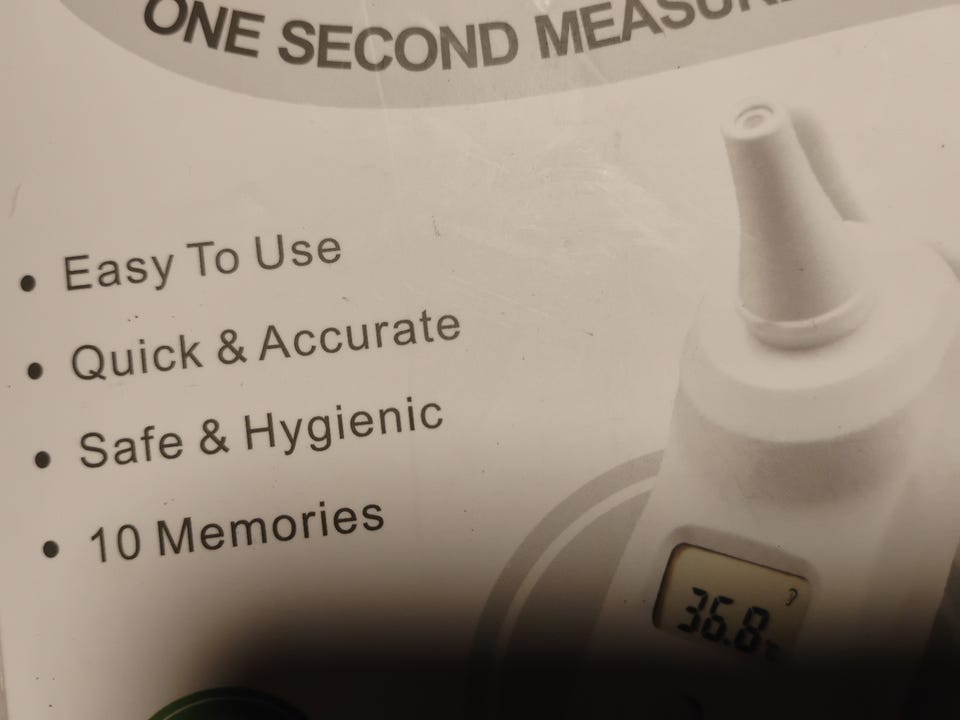 ONE SECOND
• Easy To Use
• Quick & Accurate
• Safe & Hygienic
• 10 Memories
36.8